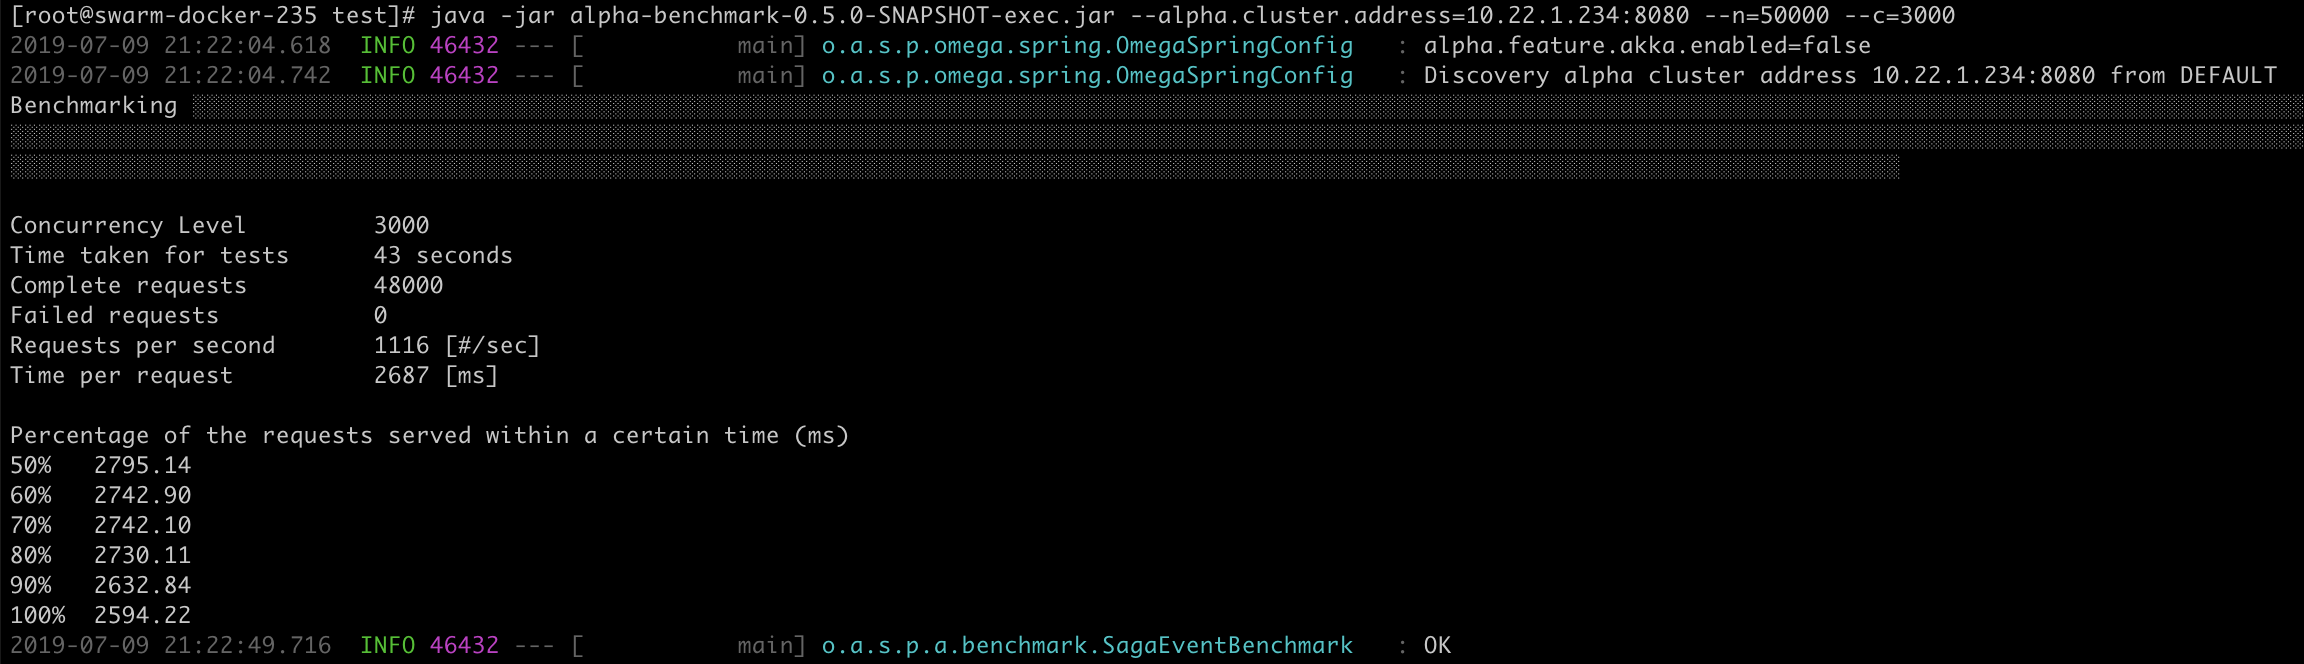 [root@swarm-docker-235 test]# java -jar alpha-benchmark-0.5.0-SNAPSHOT-exec.jar --alpha.cluster.address=10.22.1.234:8080 --n=50000 --c=3000
2019-07-09 21:22:04.618  INFO 46432 --- [           main] o.a.s.p.omega.spring.OmegaSpringConfig   : alpha.feature.akka.enabled=false
2019-07-09 21:22:04.742  INFO 46432 --- [           main] o.a.s.p.omega.spring.OmegaSpringConfig   : Discovery alpha cluster address 10.22.1.234:8080 from DEFAULT
Benchmarking
Concurrency Level         3000
Time taken for tests      43 seconds
Complete requests         48000
Failed requests           0
Requests per second       1116 [#/sec]
Time per request          2687 [ms]
Percentage of the requests served within a certain time (ms)
50%   2795.14
60%   2742.90
70%   2742.10
80%   2730.11
90%   2632.84
100%  2594.22
2019-07-09 21:22:49.716  INFO 46432 --- [           main] o.a.s.p.a.benchmark.SagaEventBenchmark   : OK